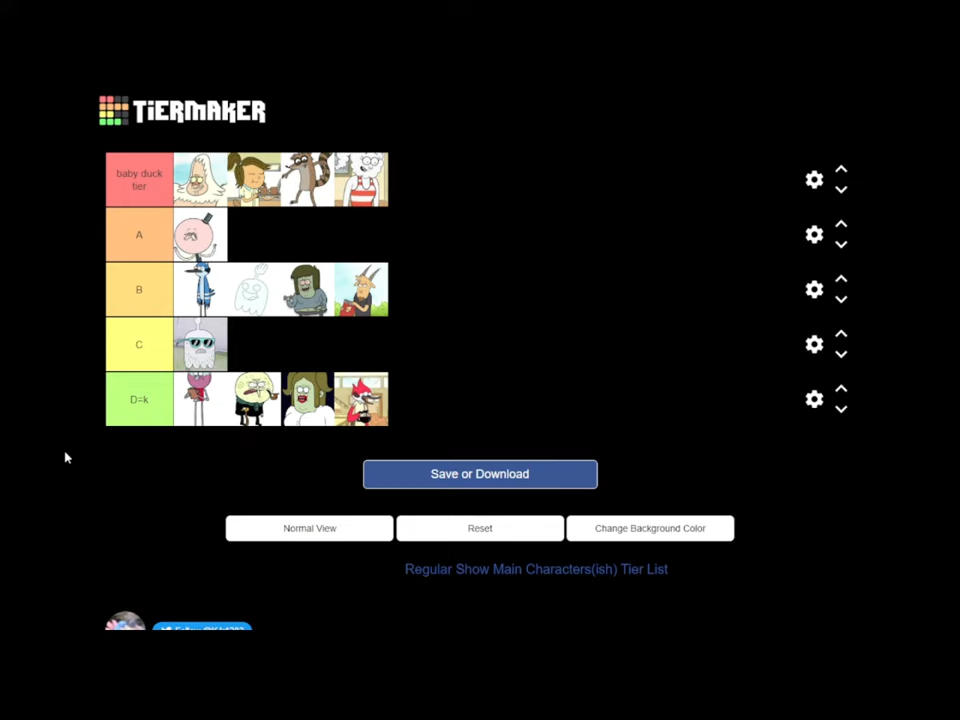 TiERMAKER
baby duck
tier
A
B
C
D=k
Save or Download
Normal View
Reset
Change Background Color
Regular Show Main Characters(ish) Tier List
Follow